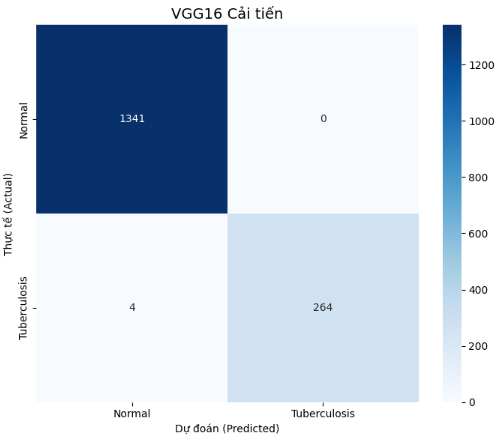 VGG16 Cải tiến
Thực tế (Actual)
Normal
Tuberculosis
1341
0
4
264
Normal
Tuberculosis
Dự đoán (Predicted)
1200
1000
800
600
400
200
0